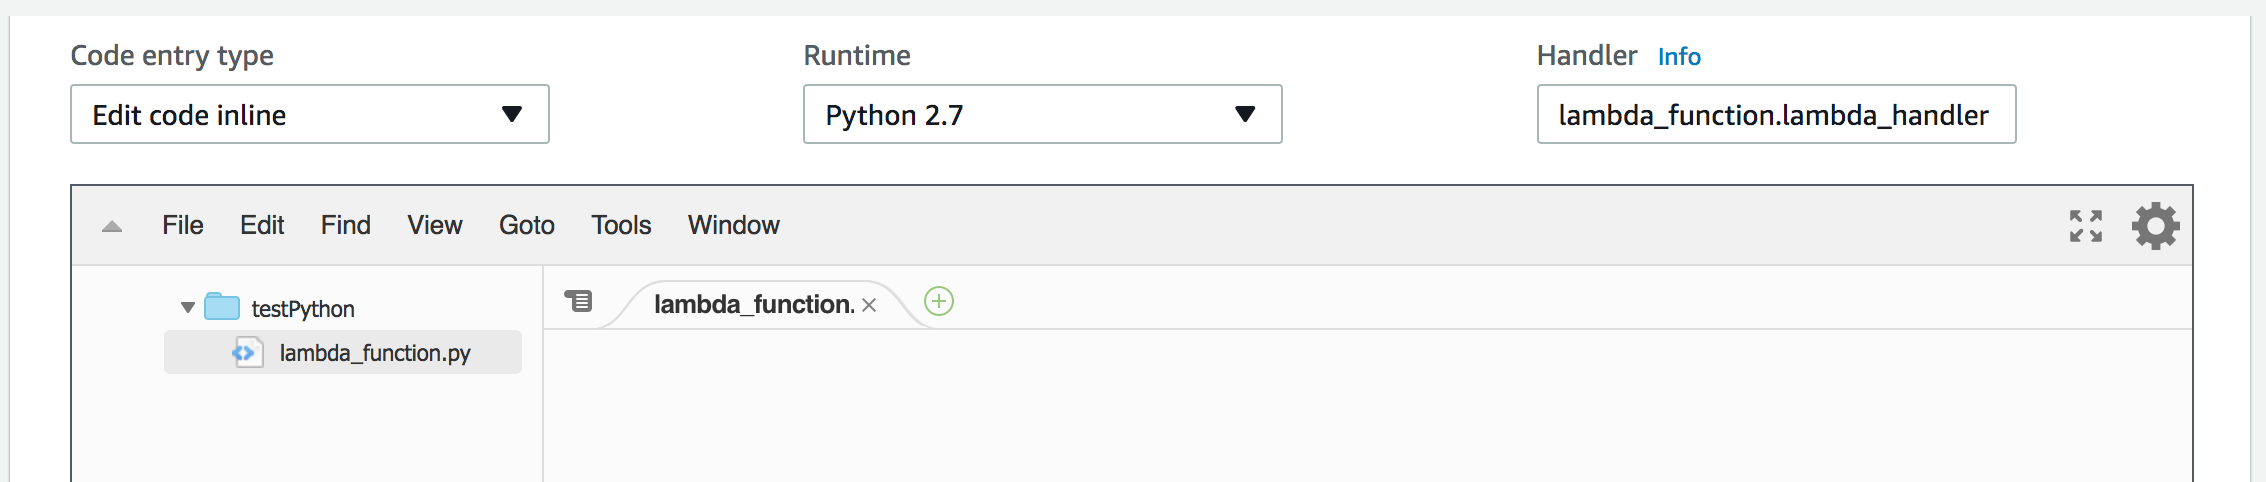 Code entry type Runtime Handler Info
Edit code inline Python 2.7 lambda_function.lambda_handler
File Edit Find View Goto Tools Window
testPython lambda_function.
lambda_function.py